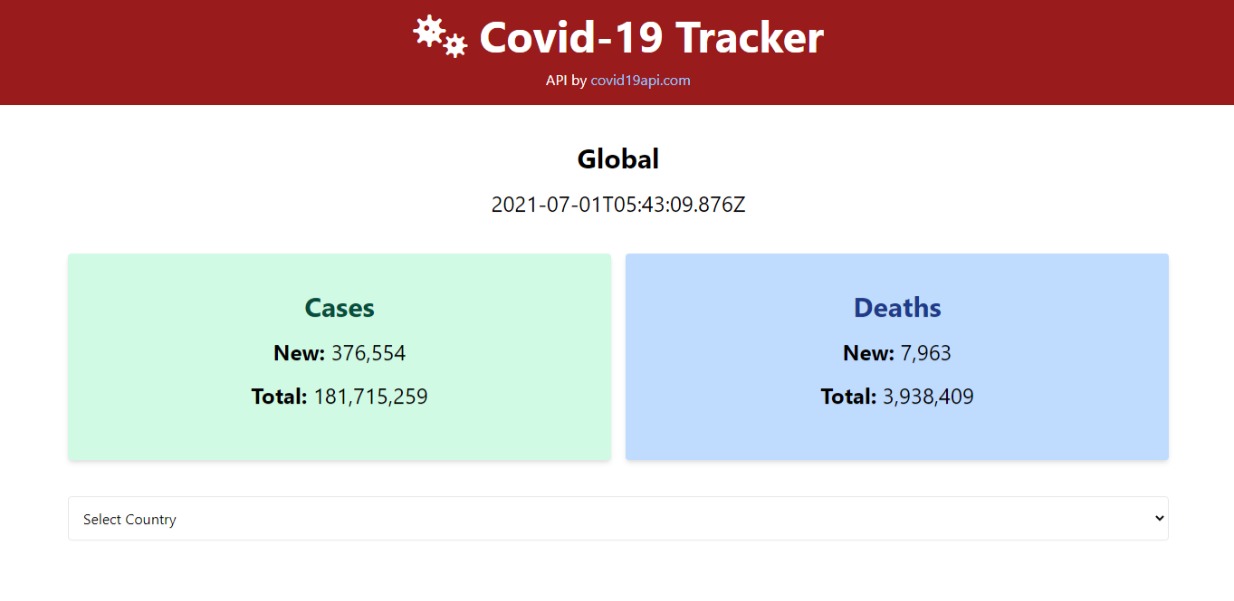 Covid-19 Tracker
API by covid19api.com
Global
2021-07-01T05:43:09.876Z
Cases
New: 376,554
Total: 181,715,259
Deaths
New: 7,963
Total: 3,938,409
Select Country